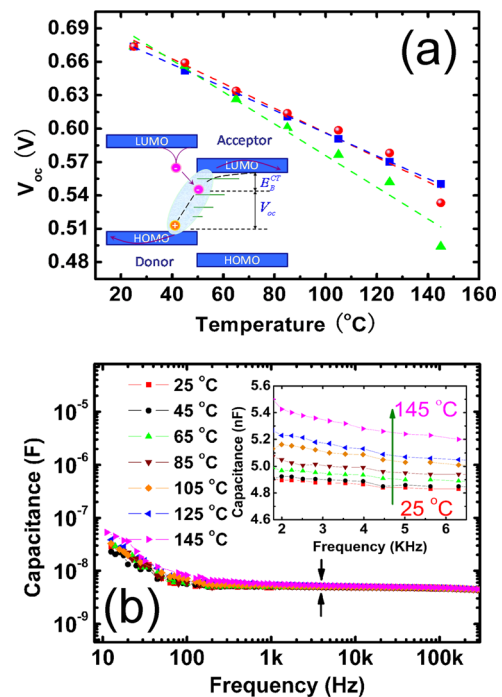 (a)
0.69
0.66
0.63
0.60
0.57
0.54
0.51
0.48
V_oc (V)
LUMO
Acceptor
LUMO
E_B^CT
V_oc
HOMO
Donor
HOMO
20 40 60 80 100 120 140 160
Temperature (°C)
(b)
10⁻⁵
10⁻⁶
10⁻⁷
10⁻⁸
10⁻⁹
Capacitance (F)
25 °C
45 °C
65 °C
85 °C
105 °C
125 °C
145 °C
5.6
5.4
5.2
5.0
4.8
4.6
Capacitance (nF)
145 °C
25 °C
2 3 4 5 6
Frequency (KHz)
10 100 1k 10k 100k
Frequency (Hz)